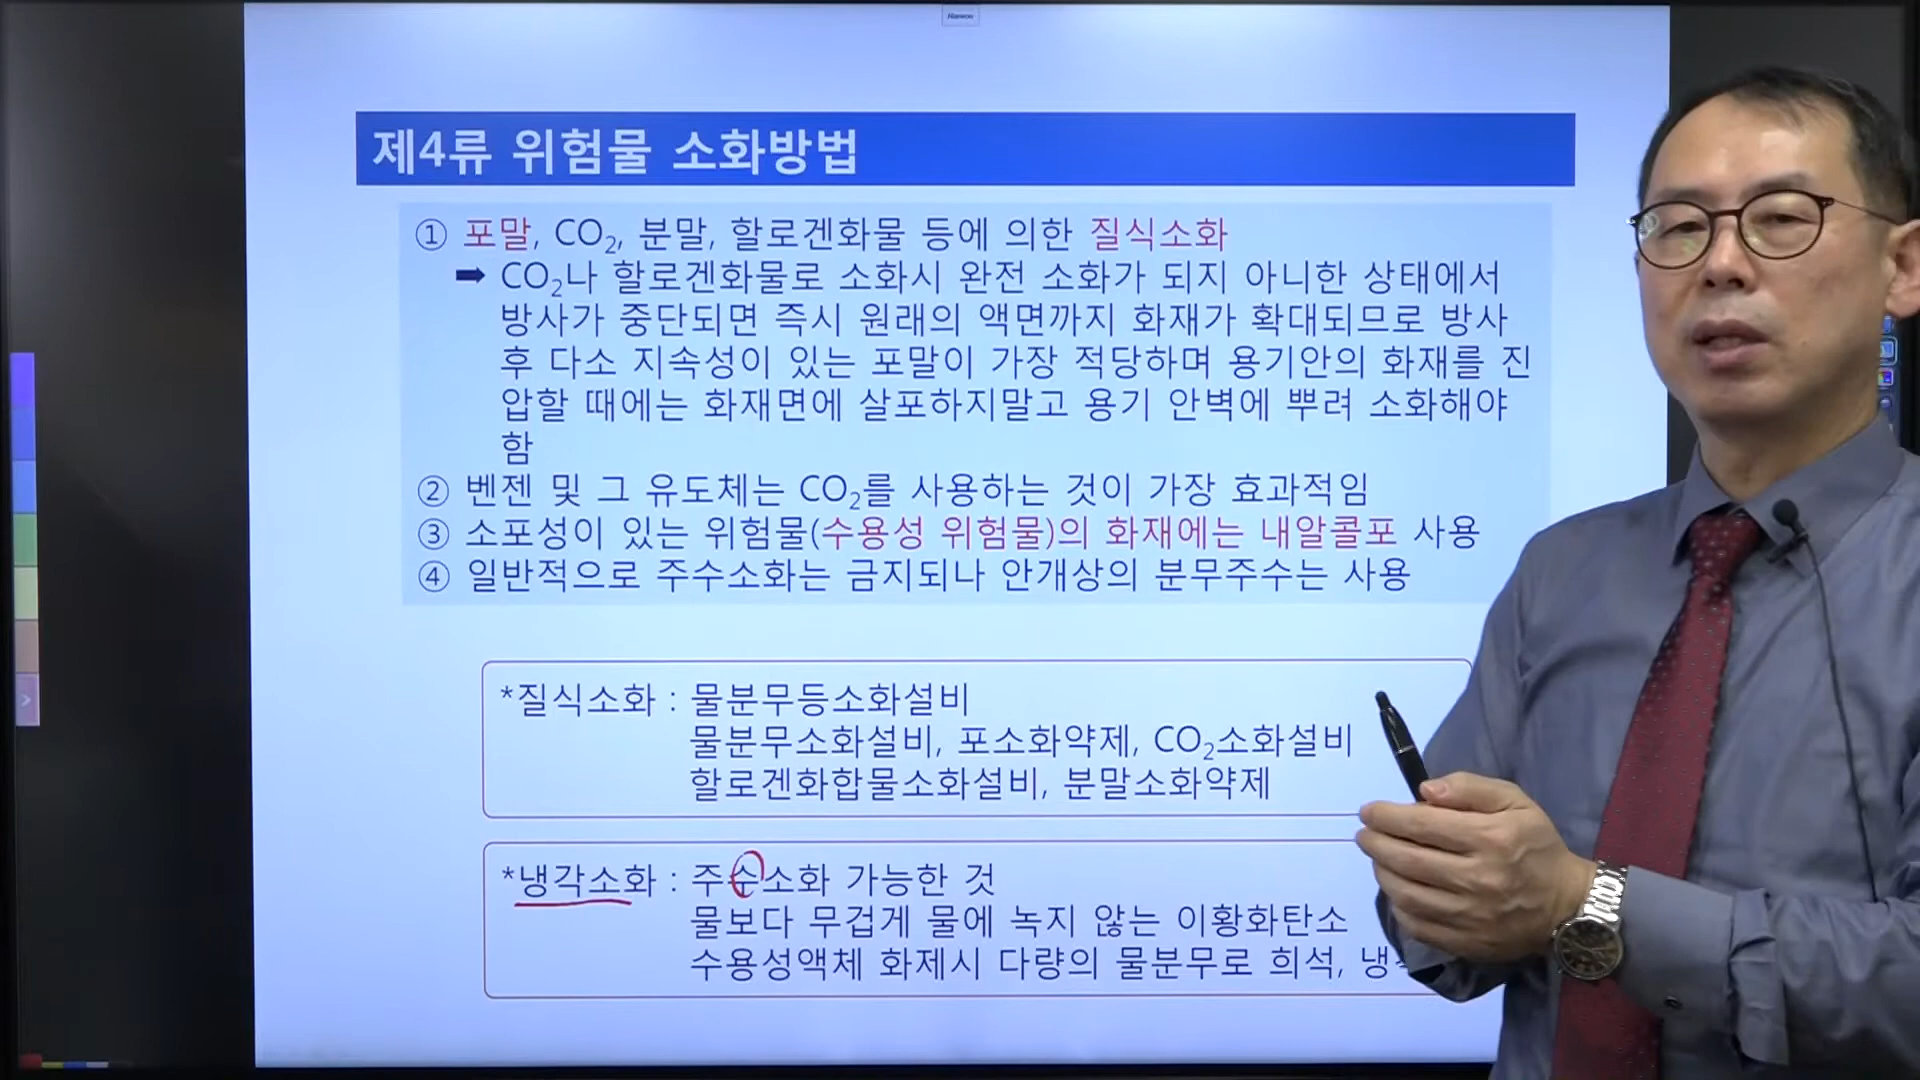 Hanwoo
제4류 위험물 소화방법
① 포말, CO₂, 분말, 할로겐화물 등에 의한 질식소화
➡ CO₂나 할로겐화물로 소화시 완전 소화가 되지 아니한 상태에서
방사가 중단되면 즉시 원래의 액면까지 화재가 확대되므로 방사
후 다소 지속성이 있는 포말이 가장 적당하며 용기안의 화재를 진
압할 때에는 화재면에 살포하지말고 용기 안벽에 뿌려 소화해야
함
② 벤젠 및 그 유도체는 CO₂를 사용하는 것이 가장 효과적임
③ 소포성이 있는 위험물(수용성 위험물)의 화재에는 내알콜포 사용
④ 일반적으로 주수소화는 금지되나 안개상의 분무주수는 사용
*질식소화 : 물분무등소화설비
물분무소화설비, 포소화약제, CO₂소화설비
할로겐화합물소화설비, 분말소화약제
*냉각소화 : 주수소화 가능한 것
물보다 무겁게 물에 녹지 않는 이황화탄소
수용성액체 화제시 다량의 물분무로 희석,